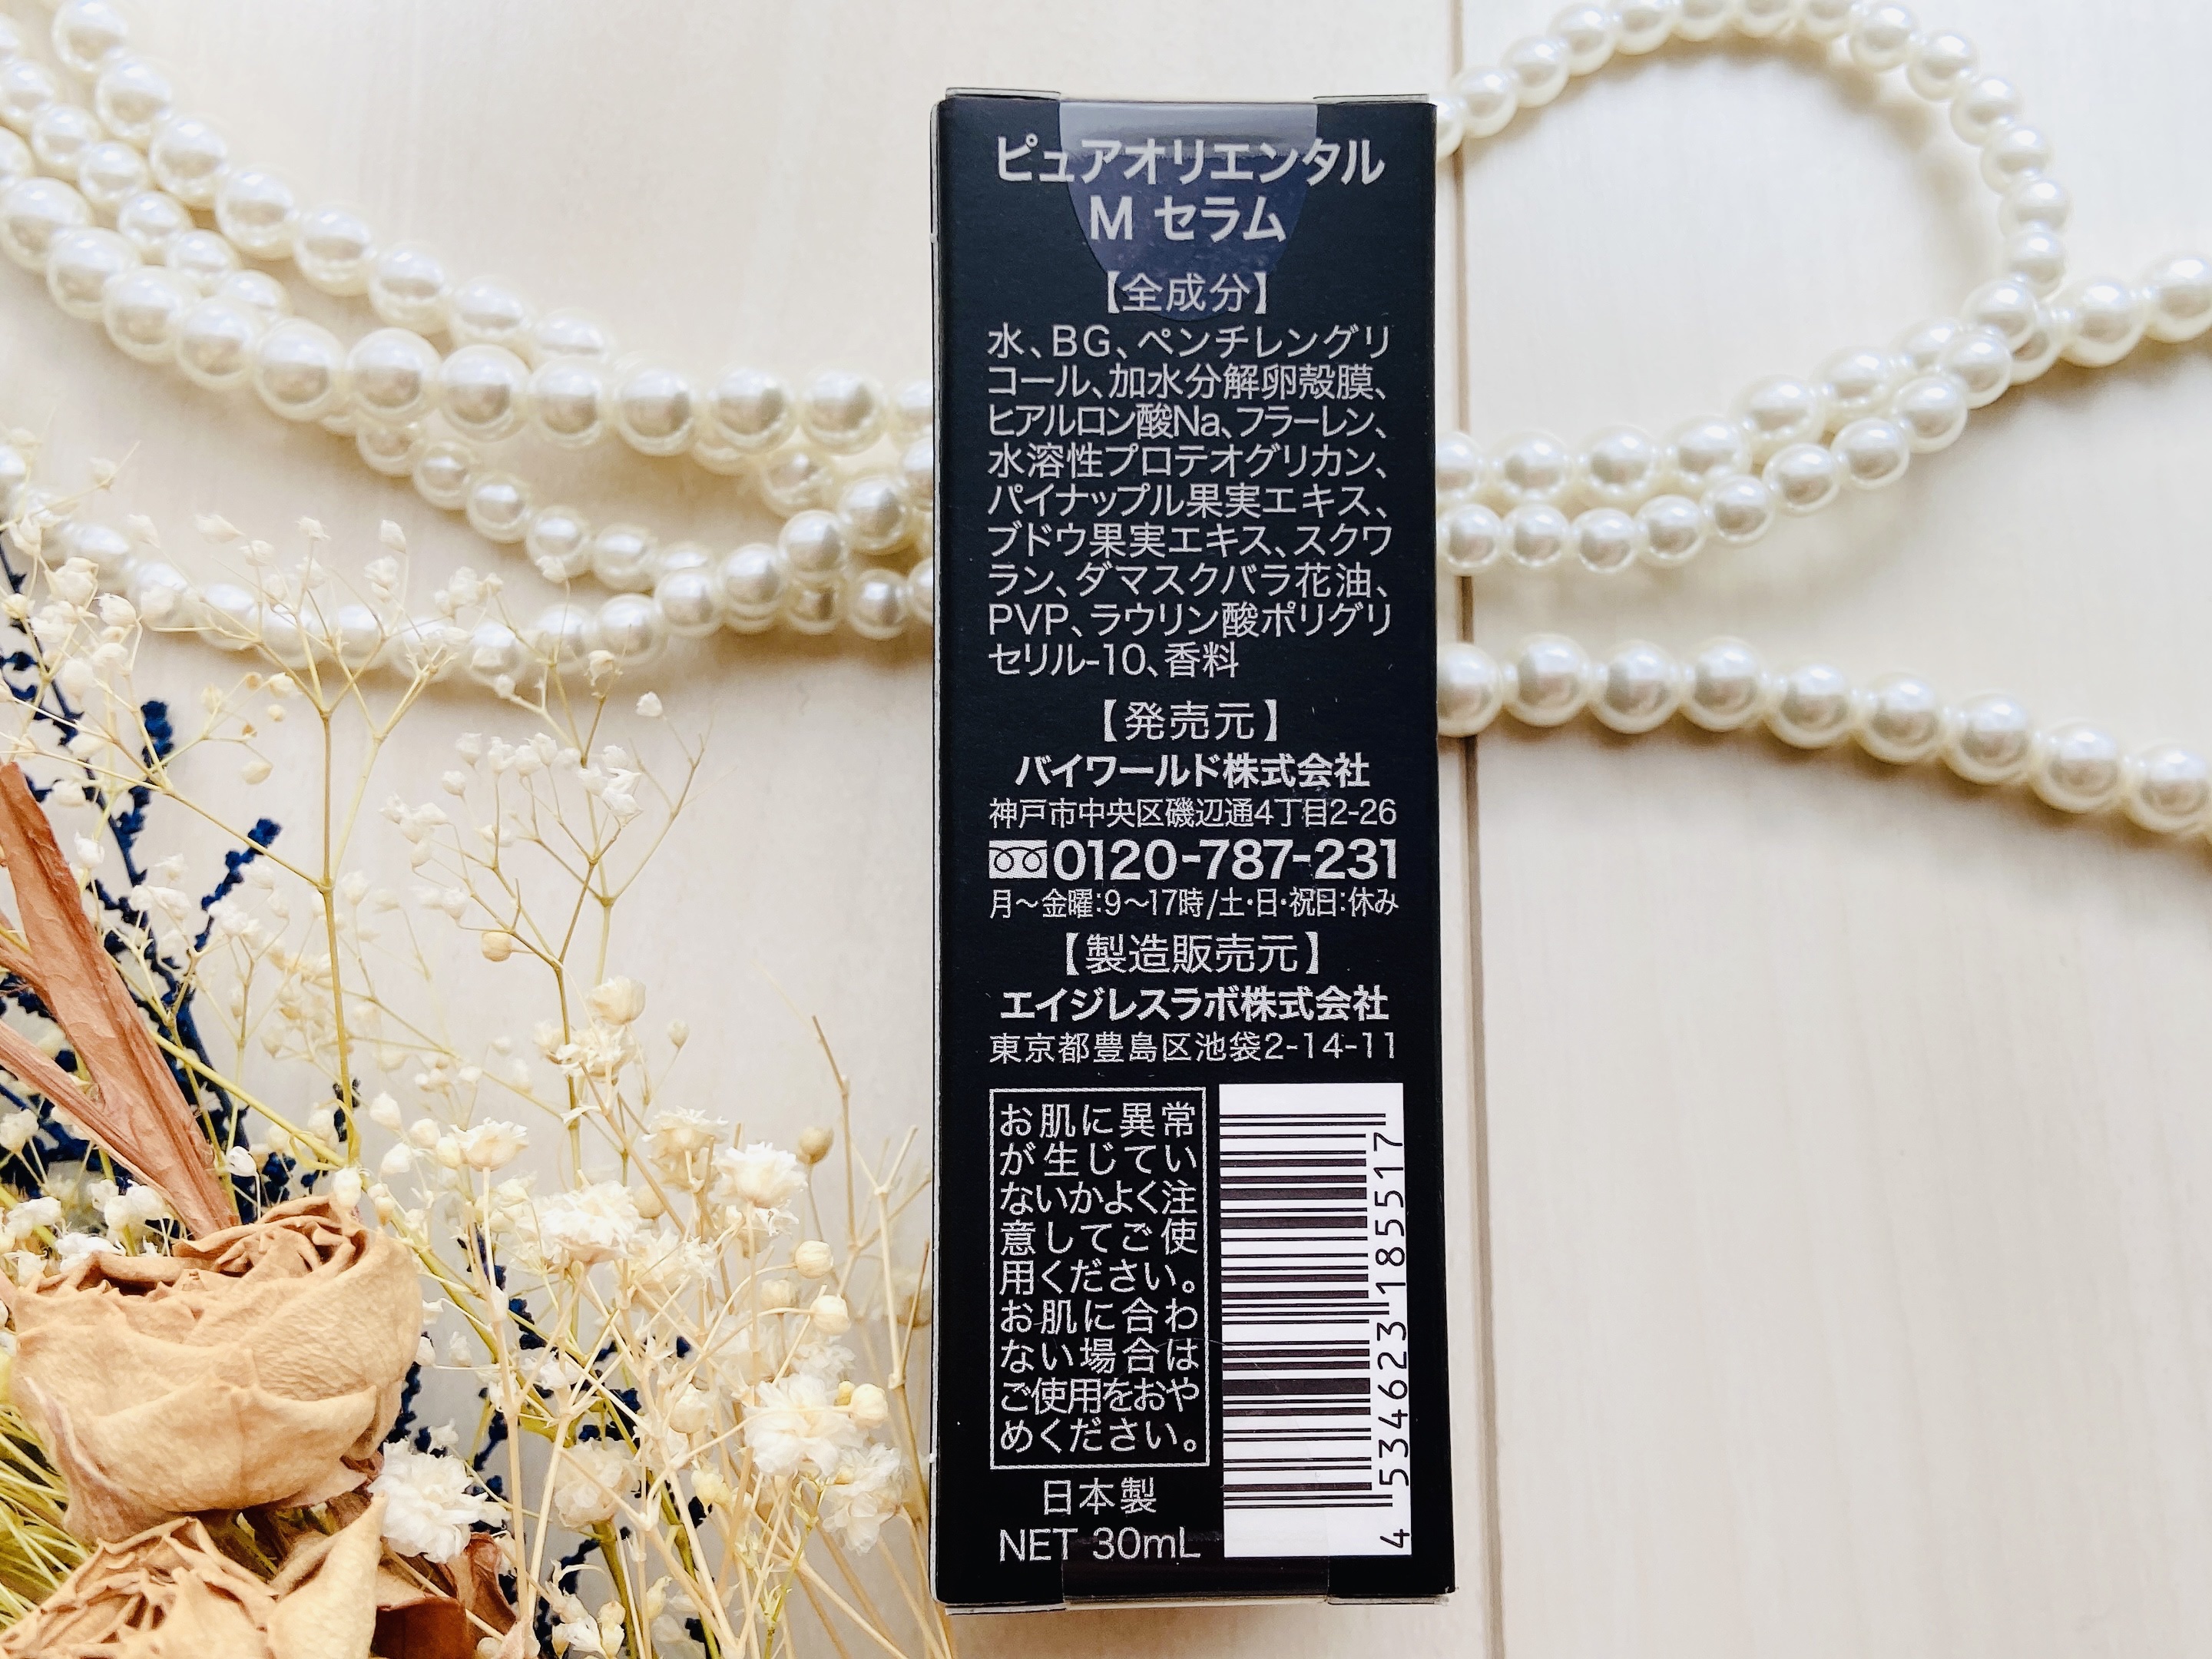 ピュアオリエンタル
M セラム
【全成分】
水、BG、ペンチレングリ
コール、加水分解卵殻膜、
ヒアルロン酸Na、フラーレン、
水溶性プロテオグリカン、
パイナップル果実エキス、
ブドウ果実エキス、スクワ
ラン、ダマスクバラ花油、
PVP、ラウリン酸ポリグリ
セリル-10、香料
【発売元】
バイワールド株式会社
神戸市中央区磯辺通4丁目2-26
0120-787-231
月～金曜:9～17時/土・日・祝日:休み
【製造販売元】
エイジレスラボ株式会社
東京都豊島区池袋2-14-11
お肌に異常
が生じてい
ないかよく注
意してご使
用ください。
お肌に合わ
ない場合は
ご使用をおや
めください。
日本製
NET 30mL
4 534623 185517